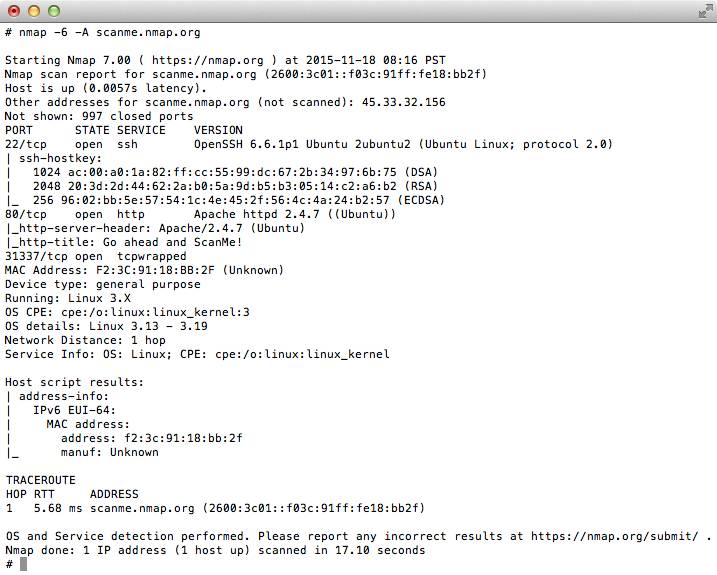 # nmap -6 -A scanme.nmap.org
Starting Nmap 7.00 ( https://nmap.org ) at 2015-11-18 08:16 PST
Nmap scan report for scanme.nmap.org (2600:3c01::f03c:91ff:fe18:bb2f)
Host is up (0.0057s latency).
Other addresses for scanme.nmap.org (not scanned): 45.33.32.156
Not shown: 997 closed ports
PORT      STATE SERVICE    VERSION
22/tcp    open  ssh        OpenSSH 6.6.1p1 Ubuntu 2ubuntu2 (Ubuntu Linux; protocol 2.0)
| ssh-hostkey:
|   1024 ac:00:a0:1a:82:ff:cc:55:99:dc:67:2b:34:97:6b:75 (DSA)
|   2048 20:3d:2d:44:62:2a:b0:5a:9d:b5:b3:05:14:c2:a6:b2 (RSA)
|_  256 96:02:bb:5e:57:54:1c:4e:45:2f:56:4c:4a:24:b2:57 (ECDSA)
80/tcp    open  http       Apache httpd 2.4.7 ((Ubuntu))
|_http-server-header: Apache/2.4.7 (Ubuntu)
|_http-title: Go ahead and ScanMe!
31337/tcp open  tcpwrapped
MAC Address: F2:3C:91:18:BB:2F (Unknown)
Device type: general purpose
Running: Linux 3.X
OS CPE: cpe:/o:linux:linux_kernel:3
OS details: Linux 3.13 - 3.19
Network Distance: 1 hop
Service Info: OS: Linux; CPE: cpe:/o:linux:linux_kernel
Host script results:
| address-info:
|   IPv6 EUI-64:
|     MAC address:
|       address: f2:3c:91:18:bb:2f
|_      manuf: Unknown
TRACEROUTE
HOP RTT     ADDRESS
1   5.68 ms scanme.nmap.org (2600:3c01::f03c:91ff:fe18:bb2f)
OS and Service detection performed. Please report any incorrect results at https://nmap.org/submit/ .
Nmap done: 1 IP address (1 host up) scanned in 17.10 seconds
#